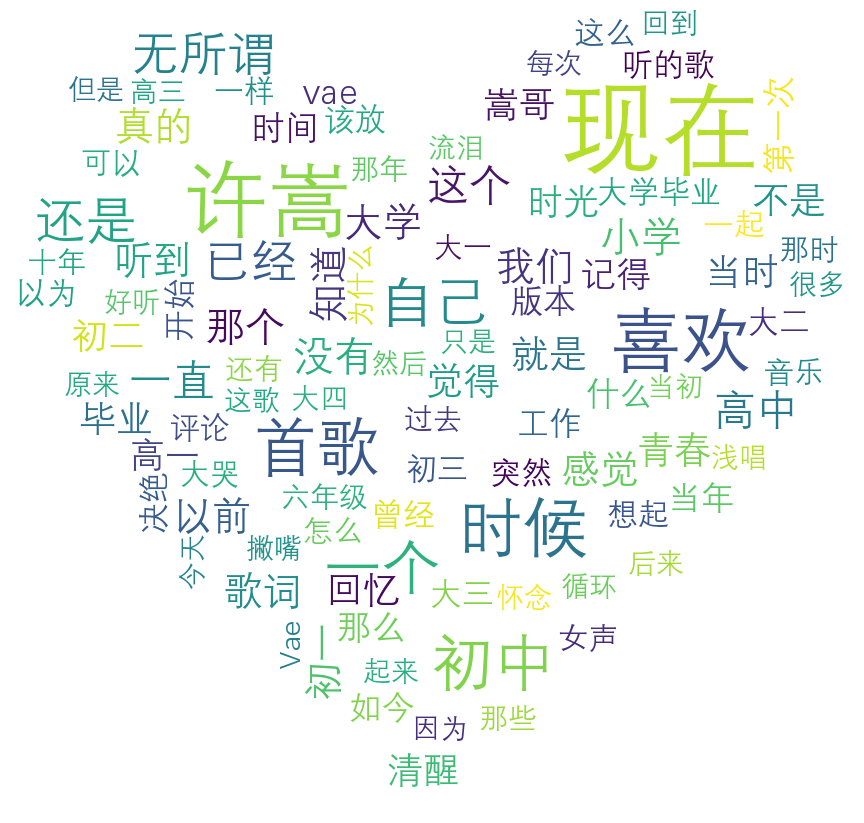 这么 回到
无所谓 每次 听的歌
但是 高三 一样 vae 嵩哥 现在 第一次
真的 时间 该放 流泪
可以 许嵩 那年 这个 时光 大学毕业 不是
还是 大学 小学 一起
十年 听到 已经 知道 为什么 大一 我们 记得 当时 那时
以为 好听 开始 自己 版本 很多
初二 那个 没有 只是 就是 喜欢 大二
原来 一直 还有 然后 觉得 什么 当初 音乐
毕业 评论 这歌 大四 过去 工作 高中
高一 首歌 青春 浅唱
大哭 初三 突然 感觉
决绝 以前 六年级 曾经 时候 想起 当年
今天 撇嘴 怎么 一个 后来
歌词 回忆 大三 怀念 循环
Vae 初一 那么 初中 女声
起来
如今 因为 那些
清醒